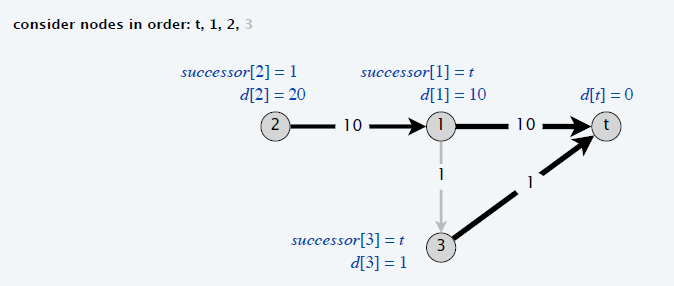 consider nodes in order: t, 1, 2, 3
successor[2] = 1
d[2] = 20
successor[1] = t
d[1] = 10
d[t] = 0
2
10
1
10
t
1
1
successor[3] = t
d[3] = 1
3